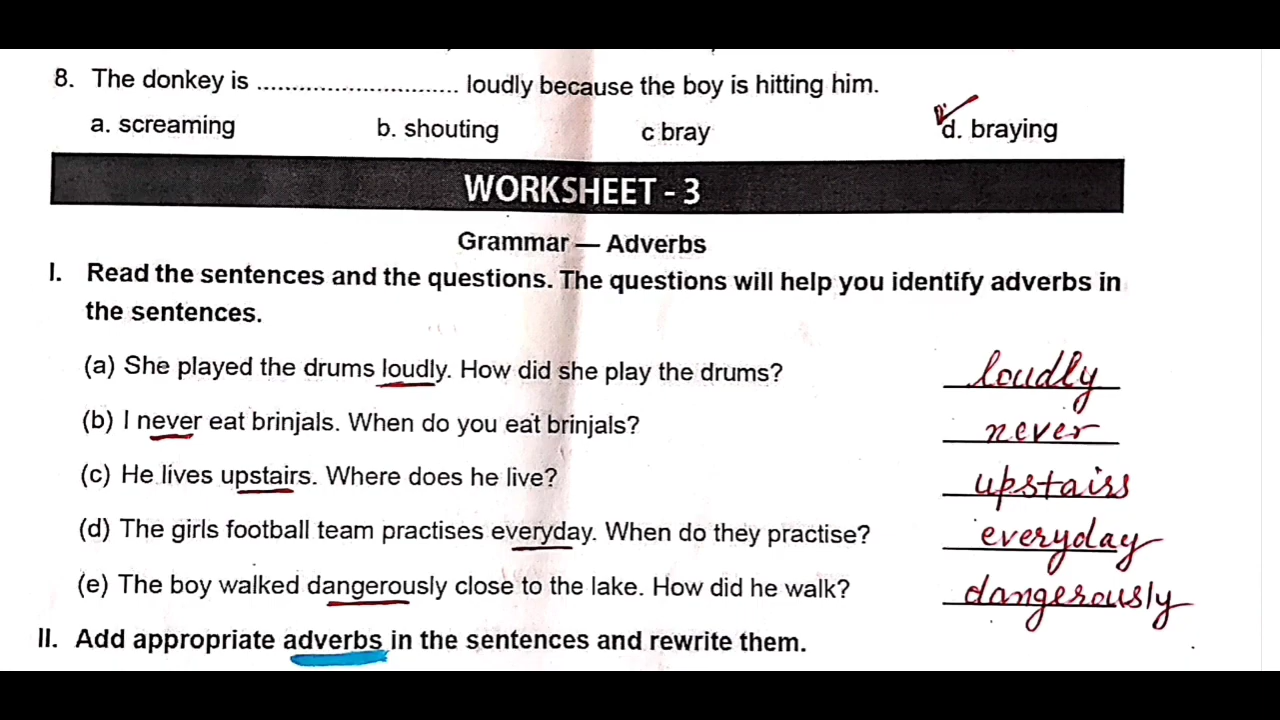 8. The donkey is ............................ loudly because the boy is hitting him.
a. screaming b. shouting c bray d. braying
WORKSHEET - 3
Grammar — Adverbs
I. Read the sentences and the questions. The questions will help you identify adverbs in
the sentences.
(a) She played the drums loudly. How did she play the drums? loudly
(b) I never eat brinjals. When do you eat brinjals? never
(c) He lives upstairs. Where does he live? upstairs
(d) The girls football team practises everyday. When do they practise? everyday
(e) The boy walked dangerously close to the lake. How did he walk? dangerously
II. Add appropriate adverbs in the sentences and rewrite them.